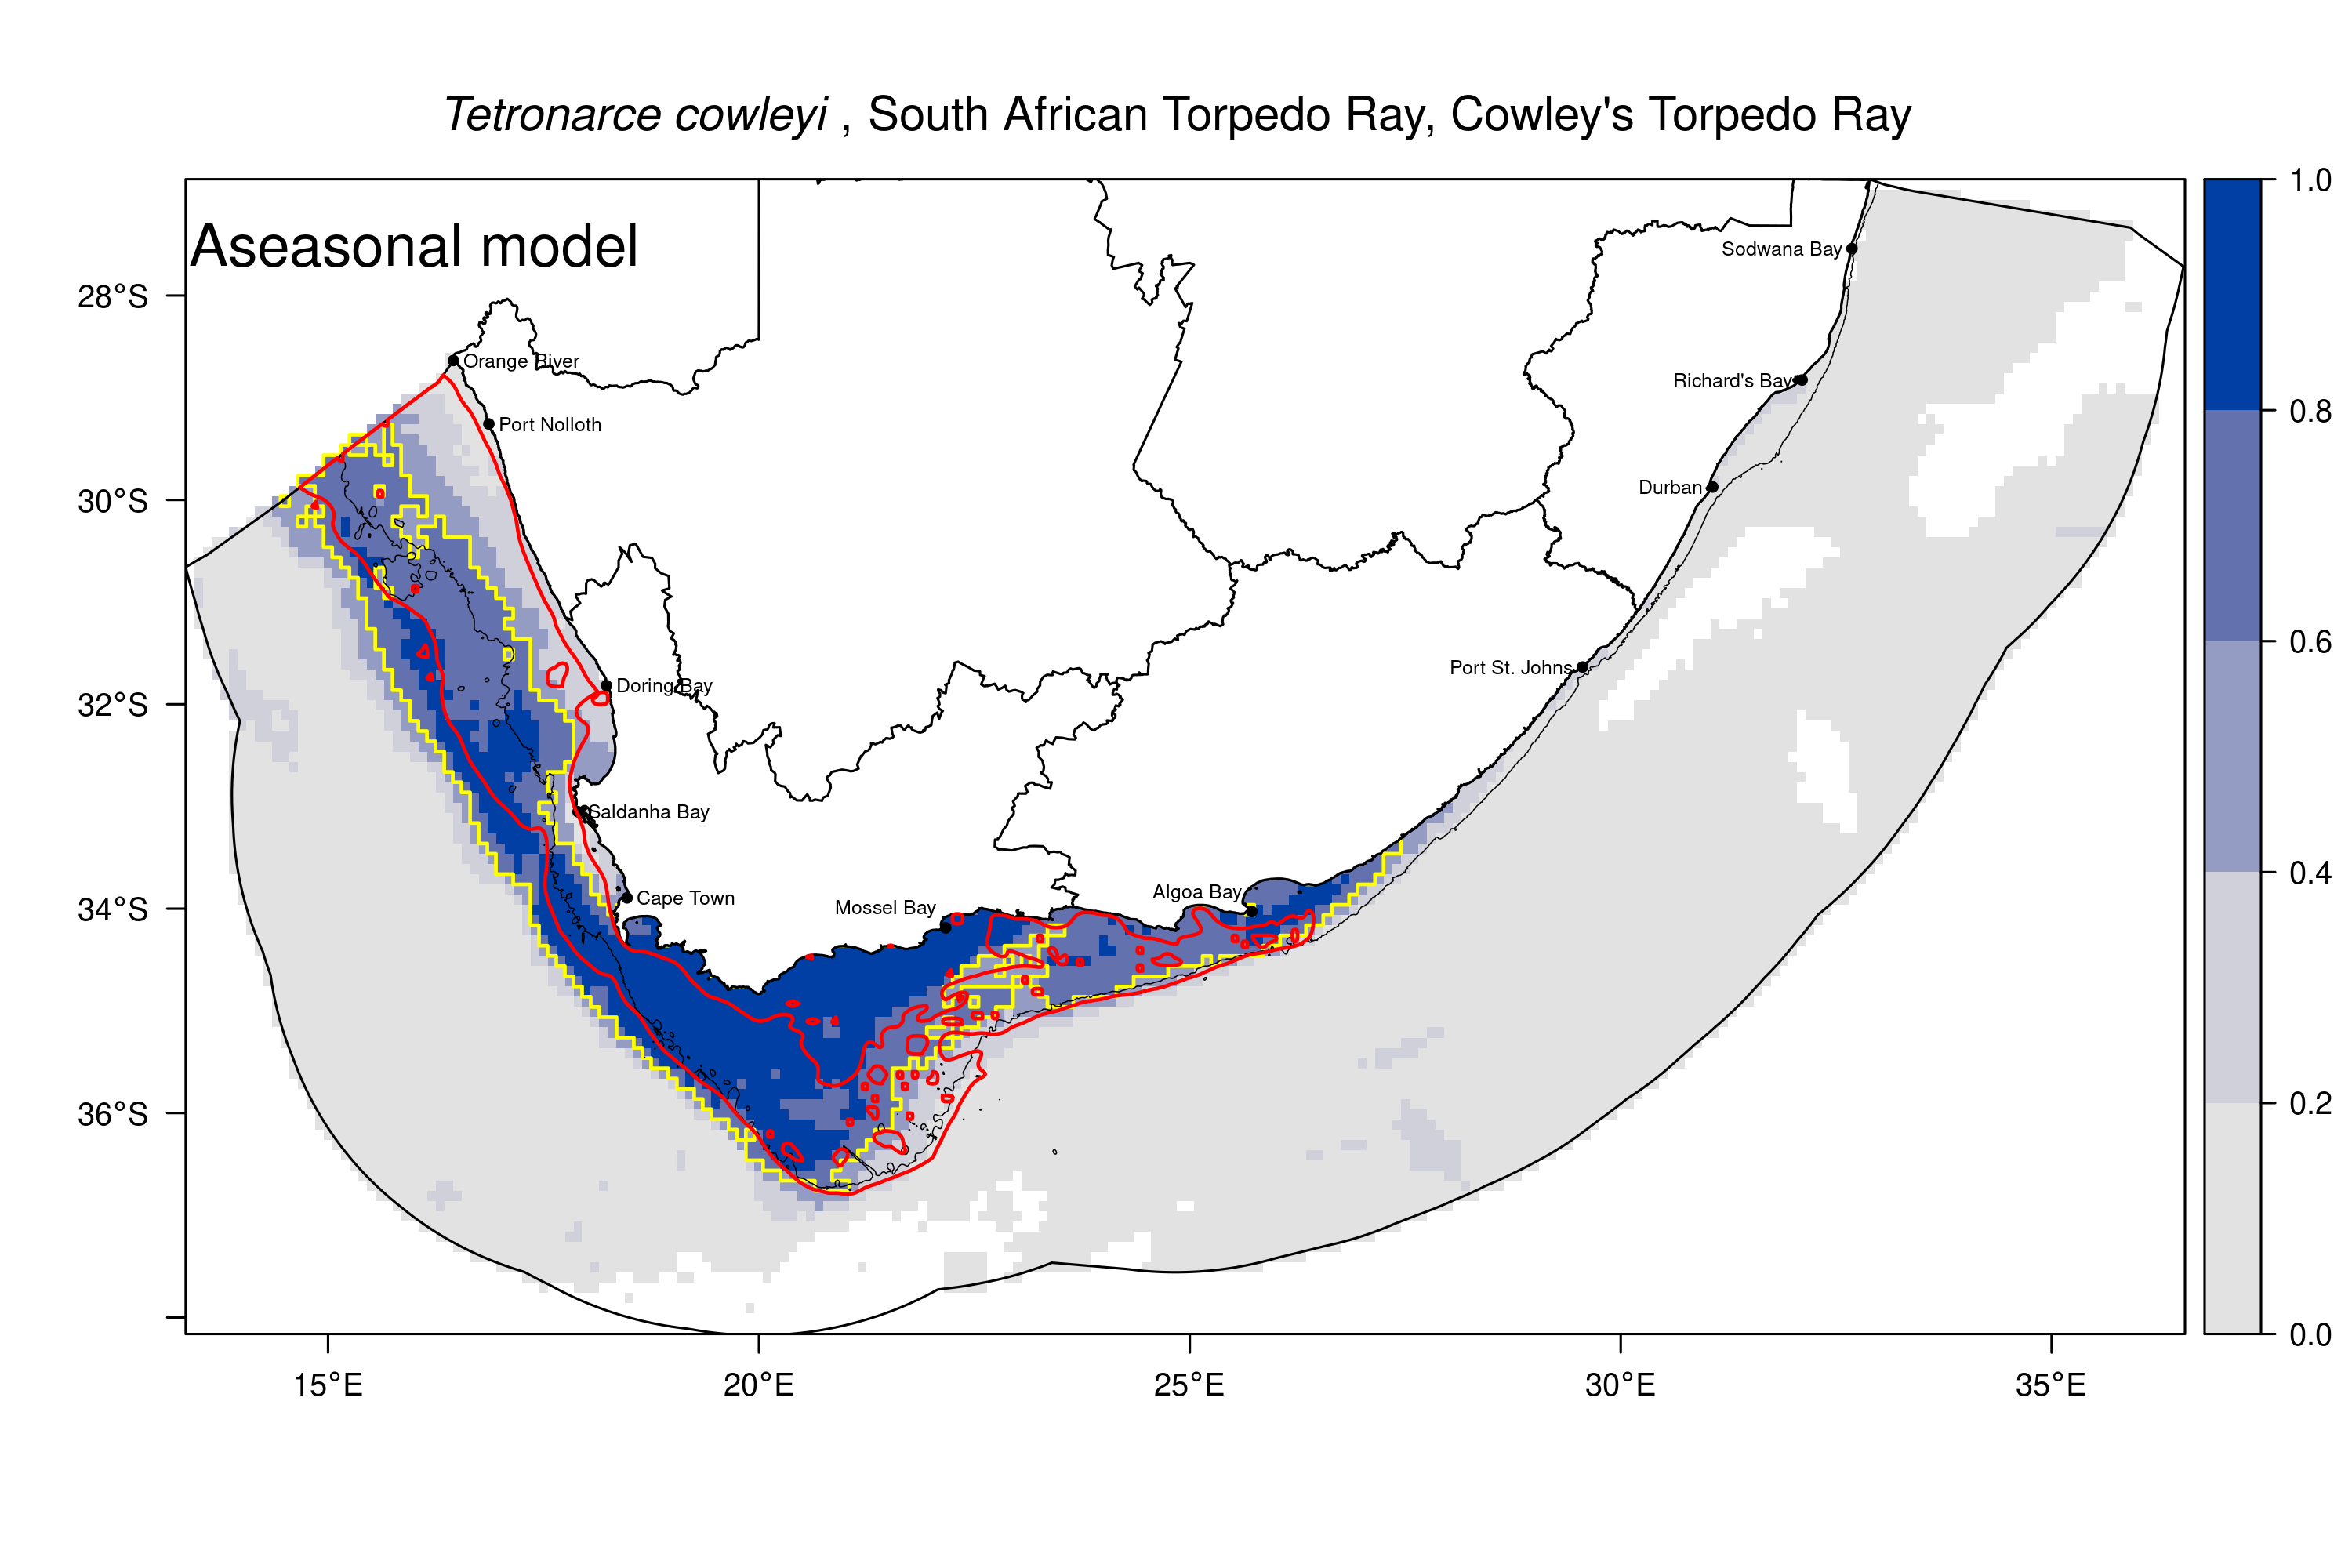 Tetronarce cowleyi , South African Torpedo Ray, Cowley's Torpedo Ray
Aseasonal model
1.0
0.8
0.6
0.4
0.2
0.0
28°S
30°S
32°S
34°S
36°S
Sodwana Bay
Orange River
Richard's Bay
Port Nolloth
Durban
Port St. Johns
Doring Bay
Saldanha Bay
Algoa Bay
Cape Town
Mossel Bay
15°E
20°E
25°E
30°E
35°E